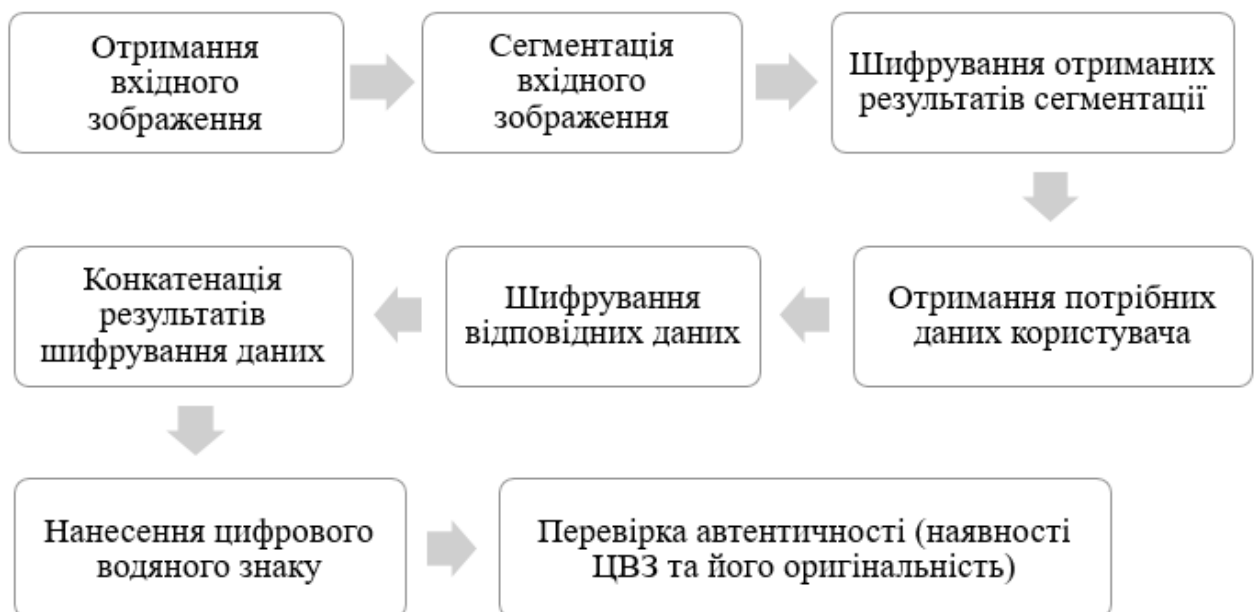 Отримання
вхідного
зображення
Сегментація
вхідного
зображення
Шифрування отриманих
результатів сегментації
Отримання потрібних
даних користувача
Шифрування
відповідних даних
Конкатенація
результатів
шифрування даних
Нанесення цифрового
водяного знаку
Перевірка автентичності (наявності
ЦВЗ та його оригінальність)